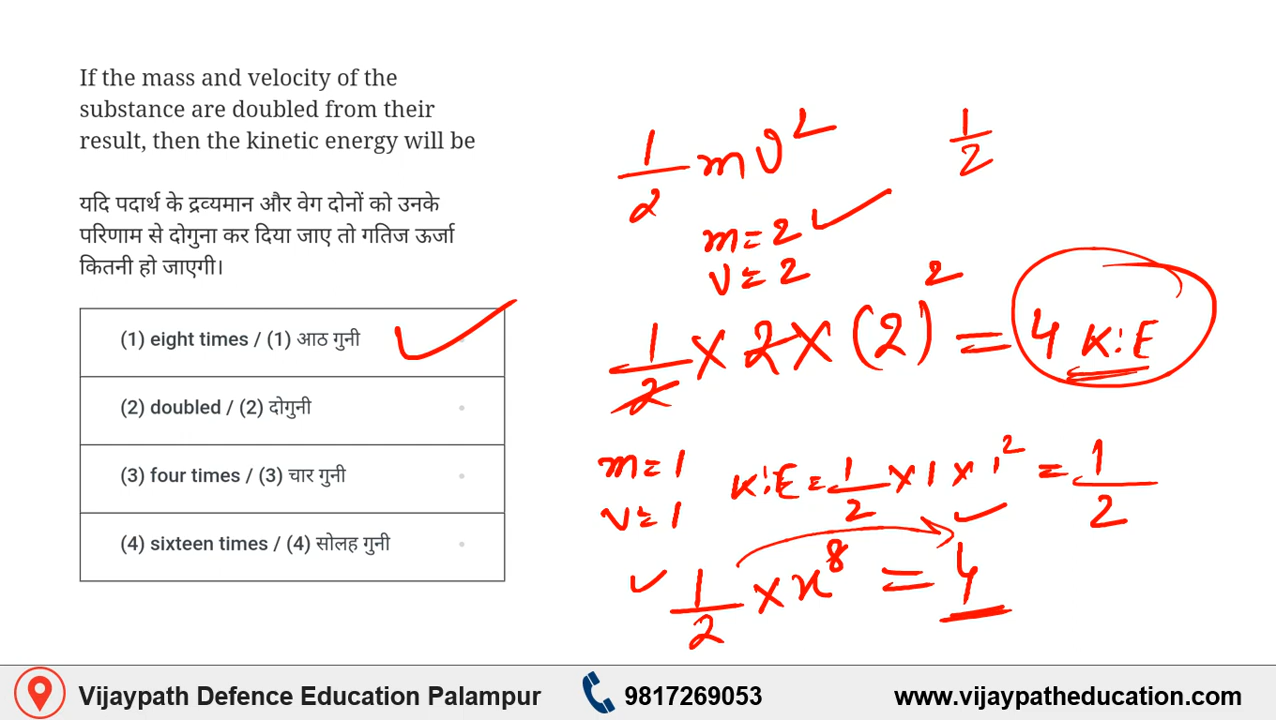 If the mass and velocity of the
substance are doubled from their
result, then the kinetic energy will be
यदि पदार्थ के द्रव्यमान और वेग दोनों को उनके
परिणाम से दोगुना कर दिया जाए तो गतिज ऊर्जा
कितनी हो जाएगी।
(1) eight times / (1) आठ गुनी
(2) doubled / (2) दोगुनी
(3) four times / (3) चार गुनी
(4) sixteen times / (4) सोलह गुनी
1/2 mv² 1/2
m = 2
v = 2
1/2 × 2 × (2)² = 4 K:E
m = 1 K:E = 1/2 × 1 × 1² = 1/2
v = 1
1/2 × x⁸ = 4
Vijaypath Defence Education Palampur 9817269053 www.vijaypatheducation.com